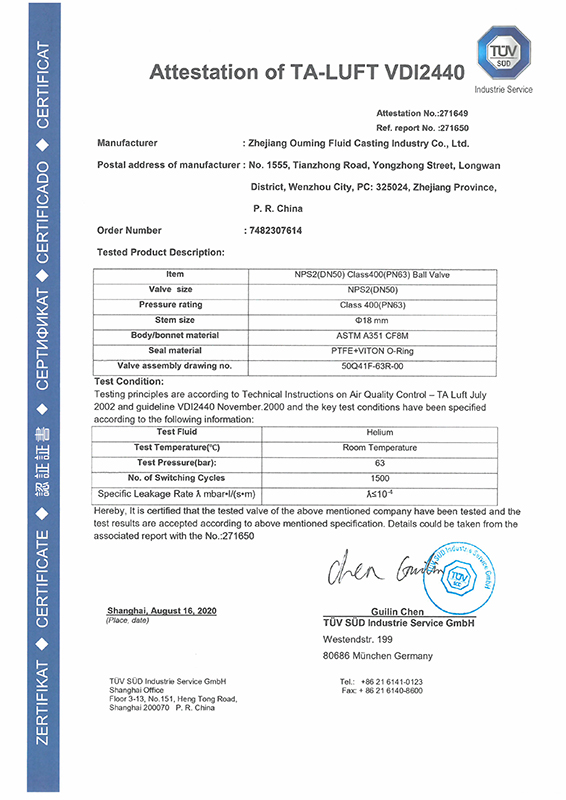 ZERTIFIKAT ◆ CERTIFICATE ◆ 認証証書 ◆ СЕРТИФИКАТ ◆ CERTIFICADO ◆ CERTIFICAT
TÜV
SÜD
Industrie Service
Attestation of TA-LUFT VDI2440
Attestation No.:271649
Ref. report No. :271650
Manufacturer : Zhejiang Ouming Fluid Casting Industry Co., Ltd.
Postal address of manufacturer : No. 1555, Tianzhong Road, Yongzhong Street, Longwan
District, Wenzhou City, PC: 325024, Zhejiang Province,
P. R. China
Order Number : 7482307614
Tested Product Description:
Item NPS2(DN50) Class400(PN63) Ball Valve
Valve size NPS2(DN50)
Pressure rating Class 400(PN63)
Stem size Φ18 mm
Body/bonnet material ASTM A351 CF8M
Seal material PTFE+VITON O-Ring
Valve assembly drawing no. 50Q41F-63R-00
Test Condition:
Testing principles are according to Technical Instructions on Air Quality Control – TA Luft July
2002 and guideline VDI2440 November.2000 and the key test conditions have been specified
according to the following information:
Test Fluid Helium
Test Temperature(℃) Room Temperature
Test Pressure(bar): 63
No. of Switching Cycles 1500
Specific Leakage Rate λ mbar•l/(s•m) λ≤10⁻⁴
Hereby, It is certified that the tested valve of the above mentioned company have been tested and the
test results are accepted according to above mentioned specification. Details could be taken from the
associated report with the No.:271650
Chen Guilin
TÜV SÜD Industrie Service GmbH
TÜV
Shanghai, August 16, 2020
(Place, date)
Guilin Chen
TÜV SÜD Industrie Service GmbH
Westendstr. 199
80686 München Germany
TÜV SÜD Industrie Service GmbH
Shanghai Office
Floor 3-13, No.151, Heng Tong Road,
Shanghai 200070 P. R. China
Tel.: +86 21 6141-0123
Fax: + 86 21 6140-8600